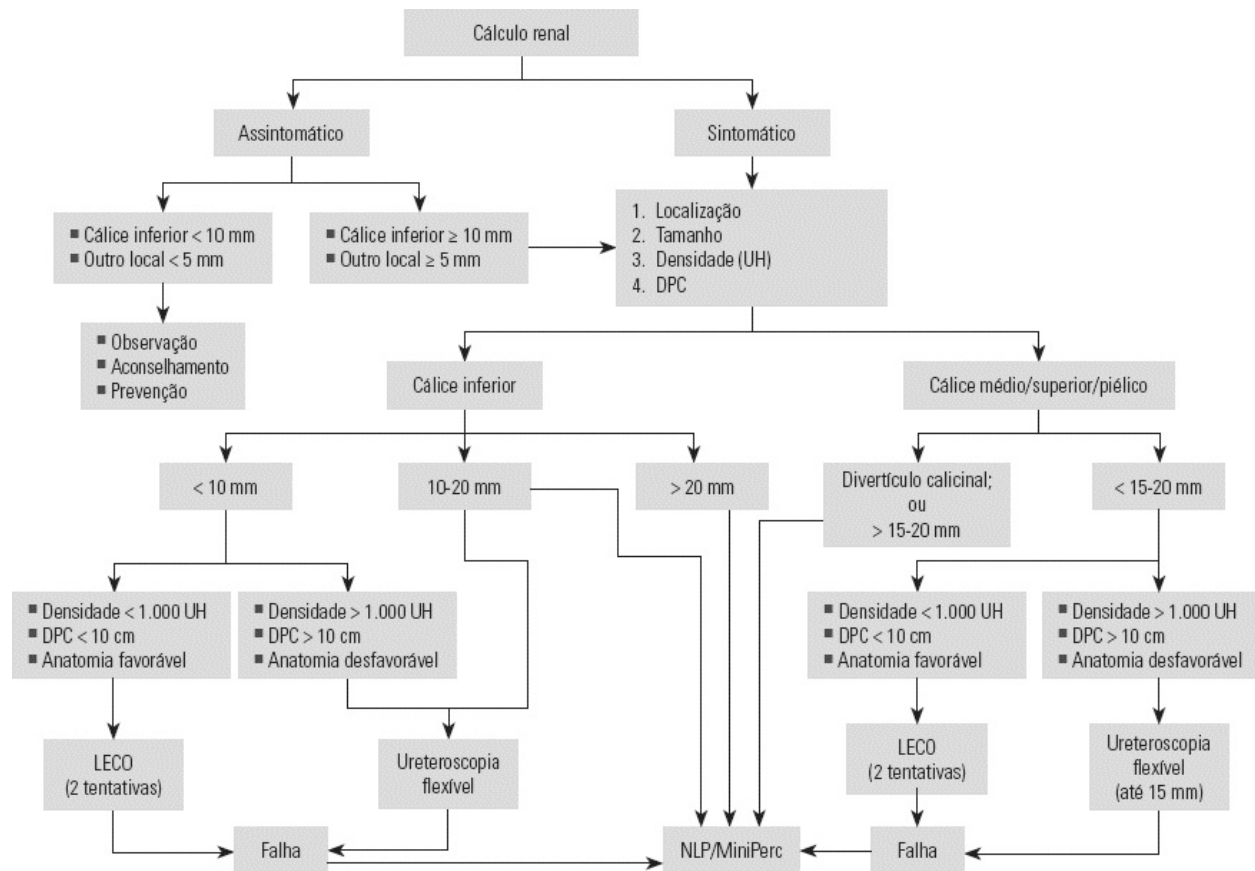 Cálculo renal
Assintomático
Sintomático
▪ Cálice inferior < 10 mm
▪ Outro local < 5 mm
▪ Cálice inferior ≥ 10 mm
▪ Outro local ≥ 5 mm
1. Localização
2. Tamanho
3. Densidade (UH)
4. DPC
▪ Observação
▪ Aconselhamento
▪ Prevenção
Cálice inferior
Cálice médio/superior/piélico
< 10 mm
10-20 mm
> 20 mm
Divertículo calicinal;
ou
> 15-20 mm
< 15-20 mm
▪ Densidade < 1.000 UH
▪ DPC < 10 cm
▪ Anatomia favorável
▪ Densidade > 1.000 UH
▪ DPC > 10 cm
▪ Anatomia desfavorável
▪ Densidade < 1.000 UH
▪ DPC < 10 cm
▪ Anatomia favorável
▪ Densidade > 1.000 UH
▪ DPC > 10 cm
▪ Anatomia desfavorável
LECO
(2 tentativas)
Ureteroscopia
flexível
LECO
(2 tentativas)
Ureteroscopia
flexível
(até 15 mm)
Falha
NLP/MiniPerc
Falha